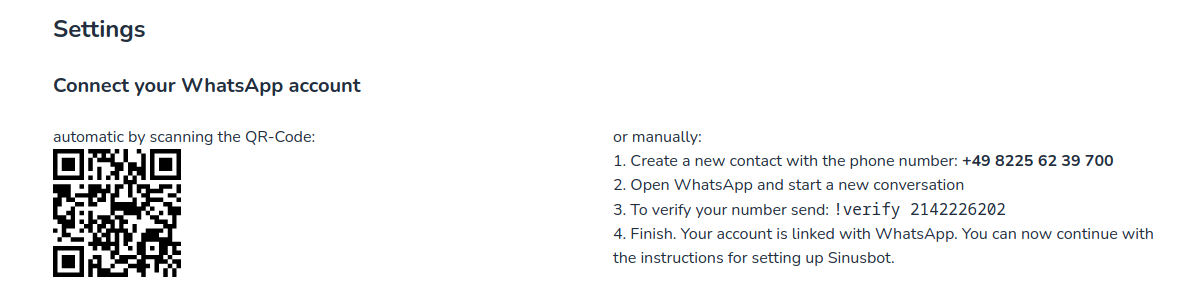 Settings
Connect your WhatsApp account
automatic by scanning the QR-Code:
or manually:
1. Create a new contact with the phone number: +49 8225 62 39 700
2. Open WhatsApp and start a new conversation
3. To verify your number send: !verify 2142226202
4. Finish. Your account is linked with WhatsApp. You can now continue with
the instructions for setting up Sinusbot.